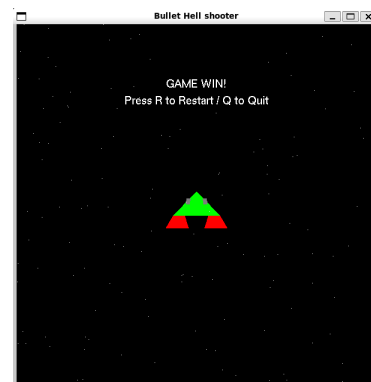 Bullet Hell shooter
GAME WIN!
Press R to Restart / Q to Quit